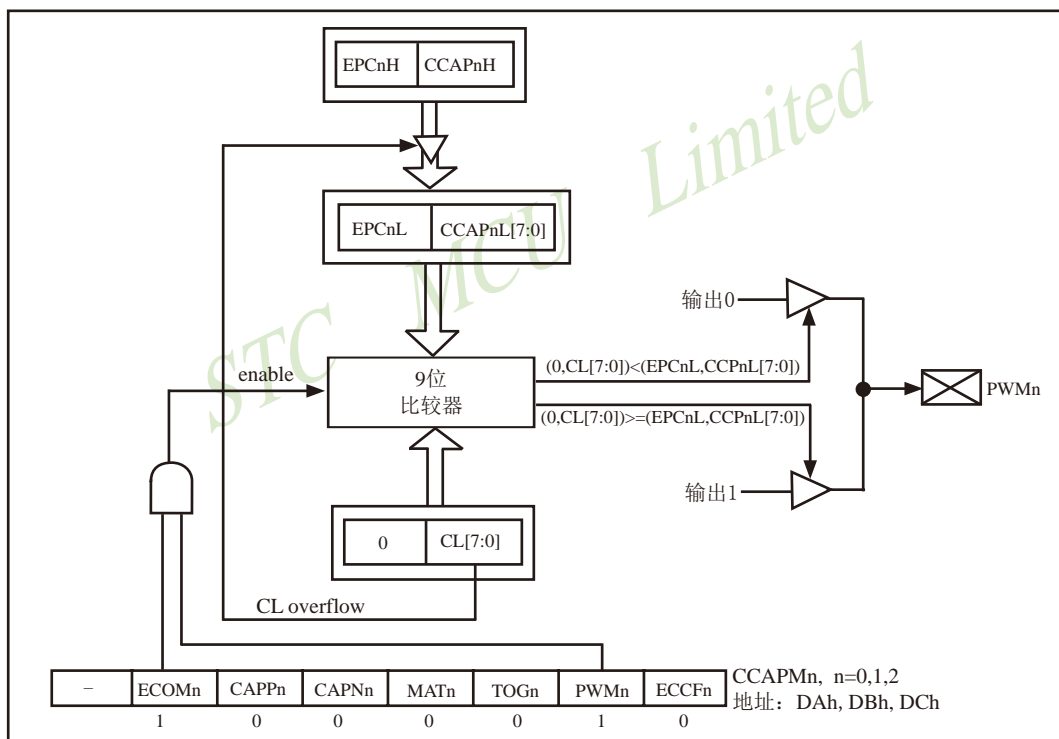 EPCnH CCAPnH
EPCnL CCAPnL[7:0]
输出0
(0,CL[7:0])<(EPCnL,CCPnL[7:0])
enable
9位
比较器
PWMn
(0,CL[7:0])>=(EPCnL,CCPnL[7:0])
输出1
0 CL[7:0]
CL overflow
– ECOMn CAPPn CAPNn MATn TOGn PWMn ECCFn
CCAPMn, n=0,1,2
地址：DAh, DBh, DCh
1 0 0 0 0 1 0
STC MCU Limited